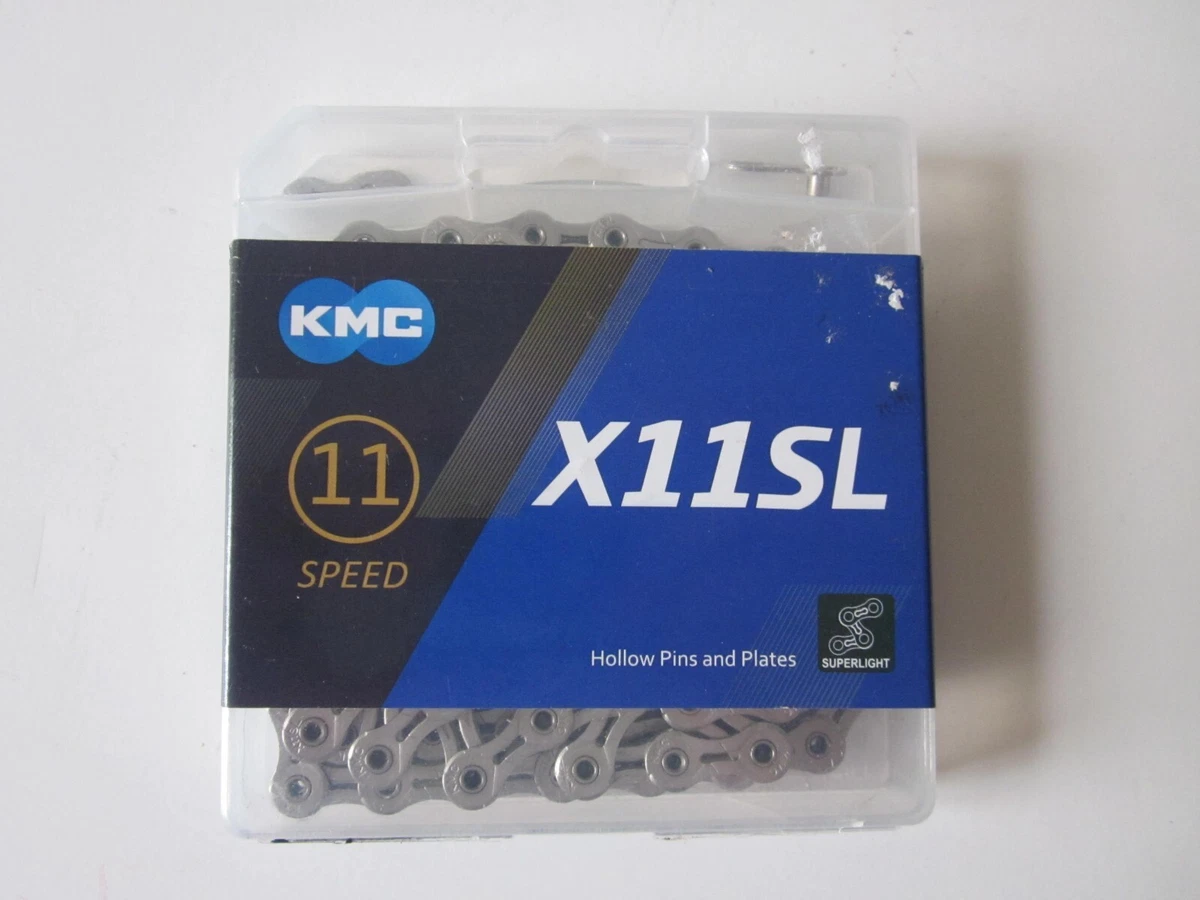 KMC
11
SPEED
X11SL
Hollow Pins and Plates
SUPERLIGHT